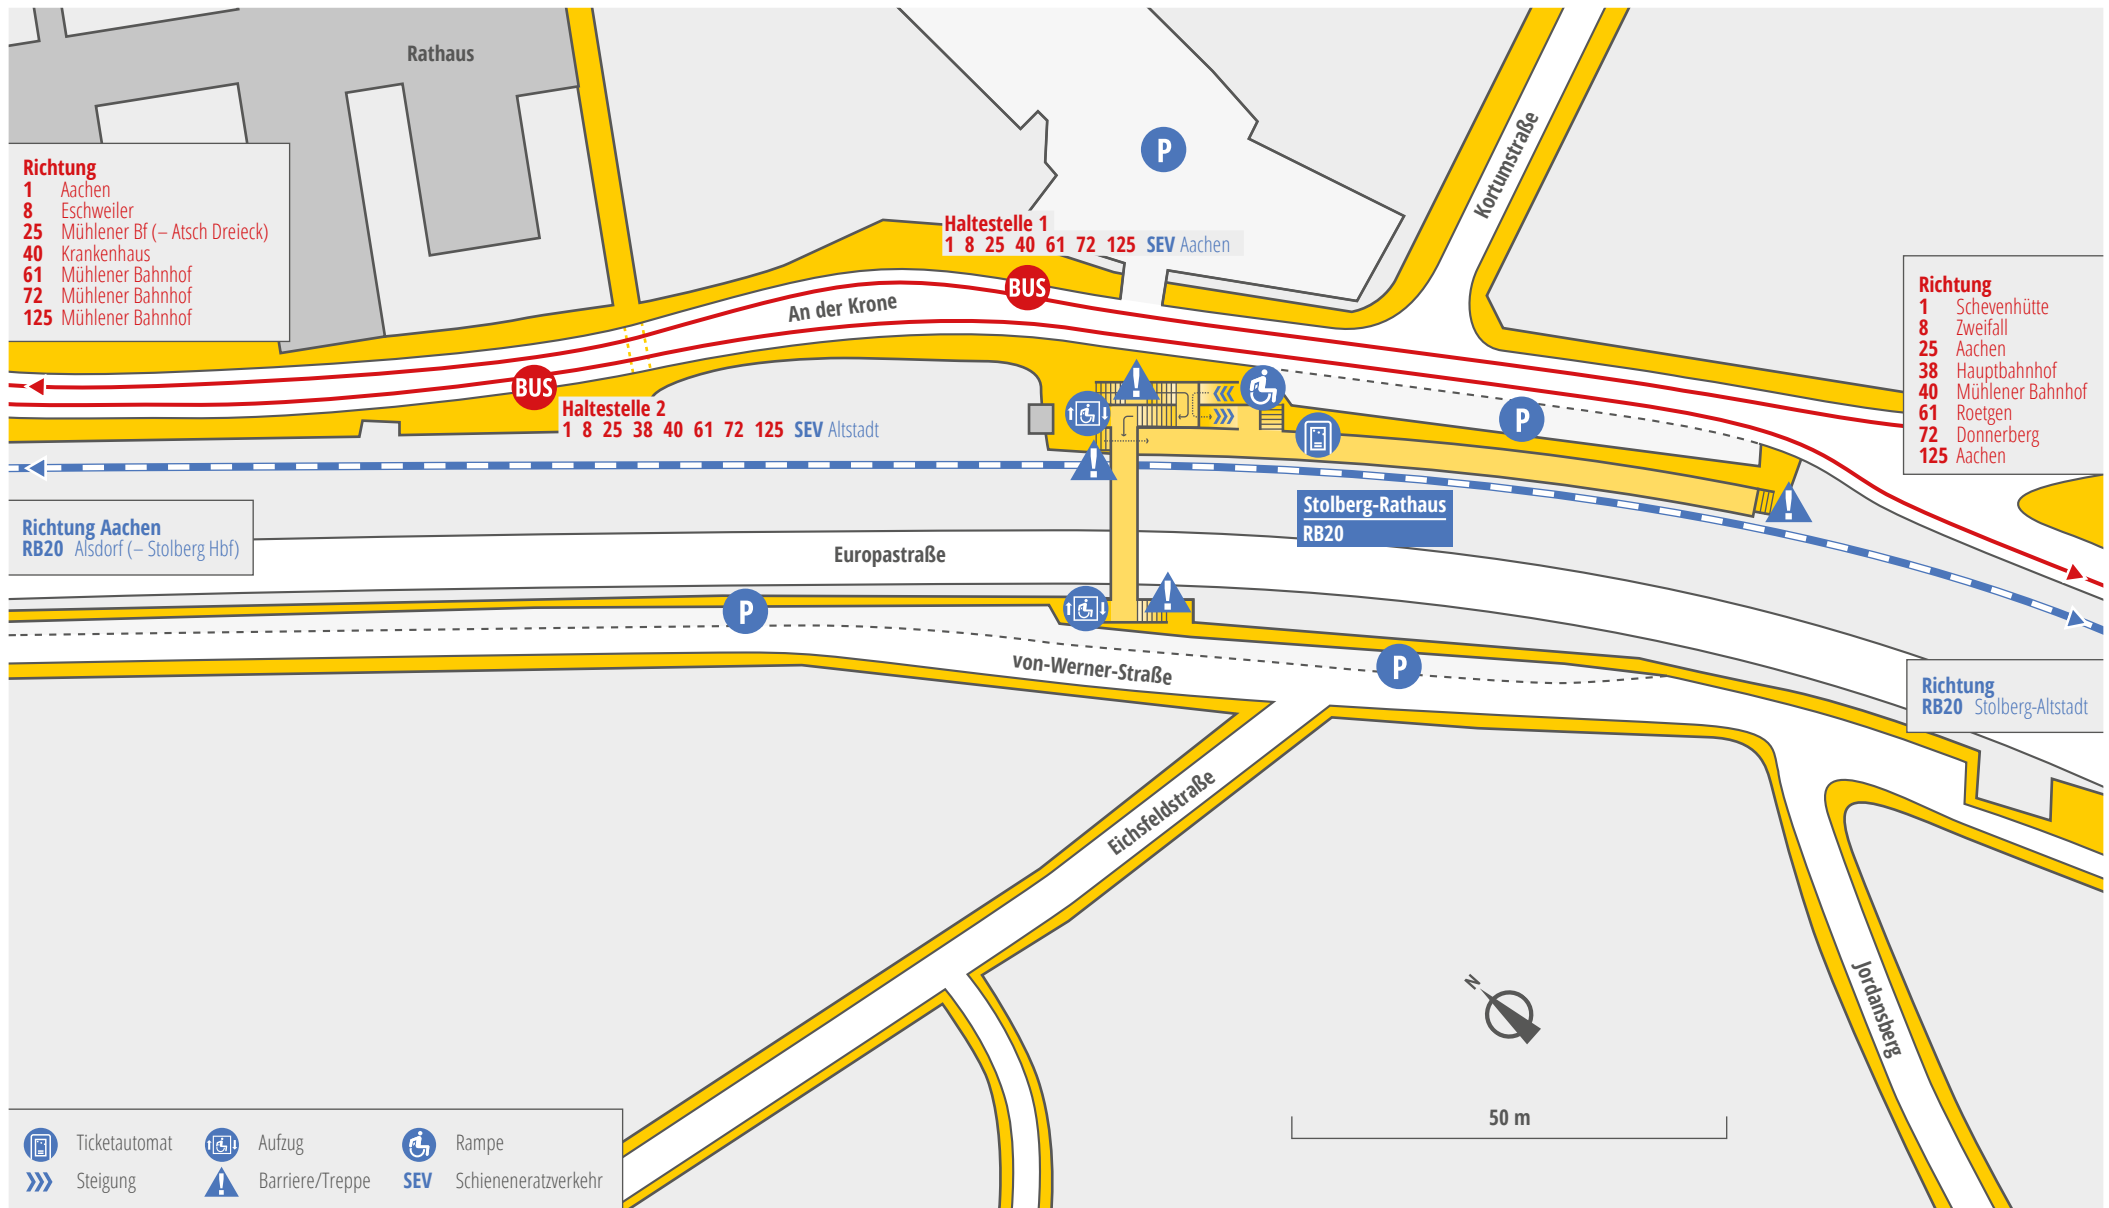 Rathaus
Richtung
1 Aachen
8 Eschweiler
25 Mühlener Bf (– Atsch Dreieck)
40 Krankenhaus
61 Mühlener Bahnhof
72 Mühlener Bahnhof
125 Mühlener Bahnhof
P
Kortumstraße
Haltestelle 1
1 8 25 40 61 72 125 SEV Aachen
BUS
An der Krone
Richtung
1 Schevenhütte
8 Zweifall
25 Aachen
38 Hauptbahnhof
40 Mühlener Bahnhof
61 Roetgen
72 Donnerberg
125 Aachen
BUS
Haltestelle 2
1 8 25 38 40 61 72 125 SEV Altstadt
P
Stolberg-Rathaus
RB20
Richtung Aachen
RB20 Alsdorf (– Stolberg Hbf)
Europastraße
P
von-Werner-Straße
P
Richtung
RB20 Stolberg-Altstadt
Eichsfeldstraße
Jordansberg
N
50 m
Ticketautomat
Aufzug
Rampe
Steigung
Barriere/Treppe
SEV Schieneneratzverkehr